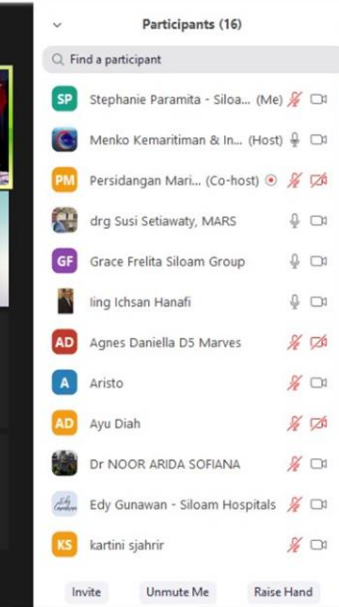 Participants (16)
Find a participant
SP Stephanie Paramita - Siloa... (Me)
Menko Kemaritiman & In... (Host)
PM Persidangan Mari... (Co-host)
drg Susi Setiawaty, MARS
GF Grace Frelita Siloam Group
Iing Ichsan Hanafi
AD Agnes Daniella D5 Marves
A Aristo
AD Ayu Diah
Dr NOOR ARIDA SOFIANA
Edy Gunawan - Siloam Hospitals
KS kartini sjahrir
Invite Unmute Me Raise Hand